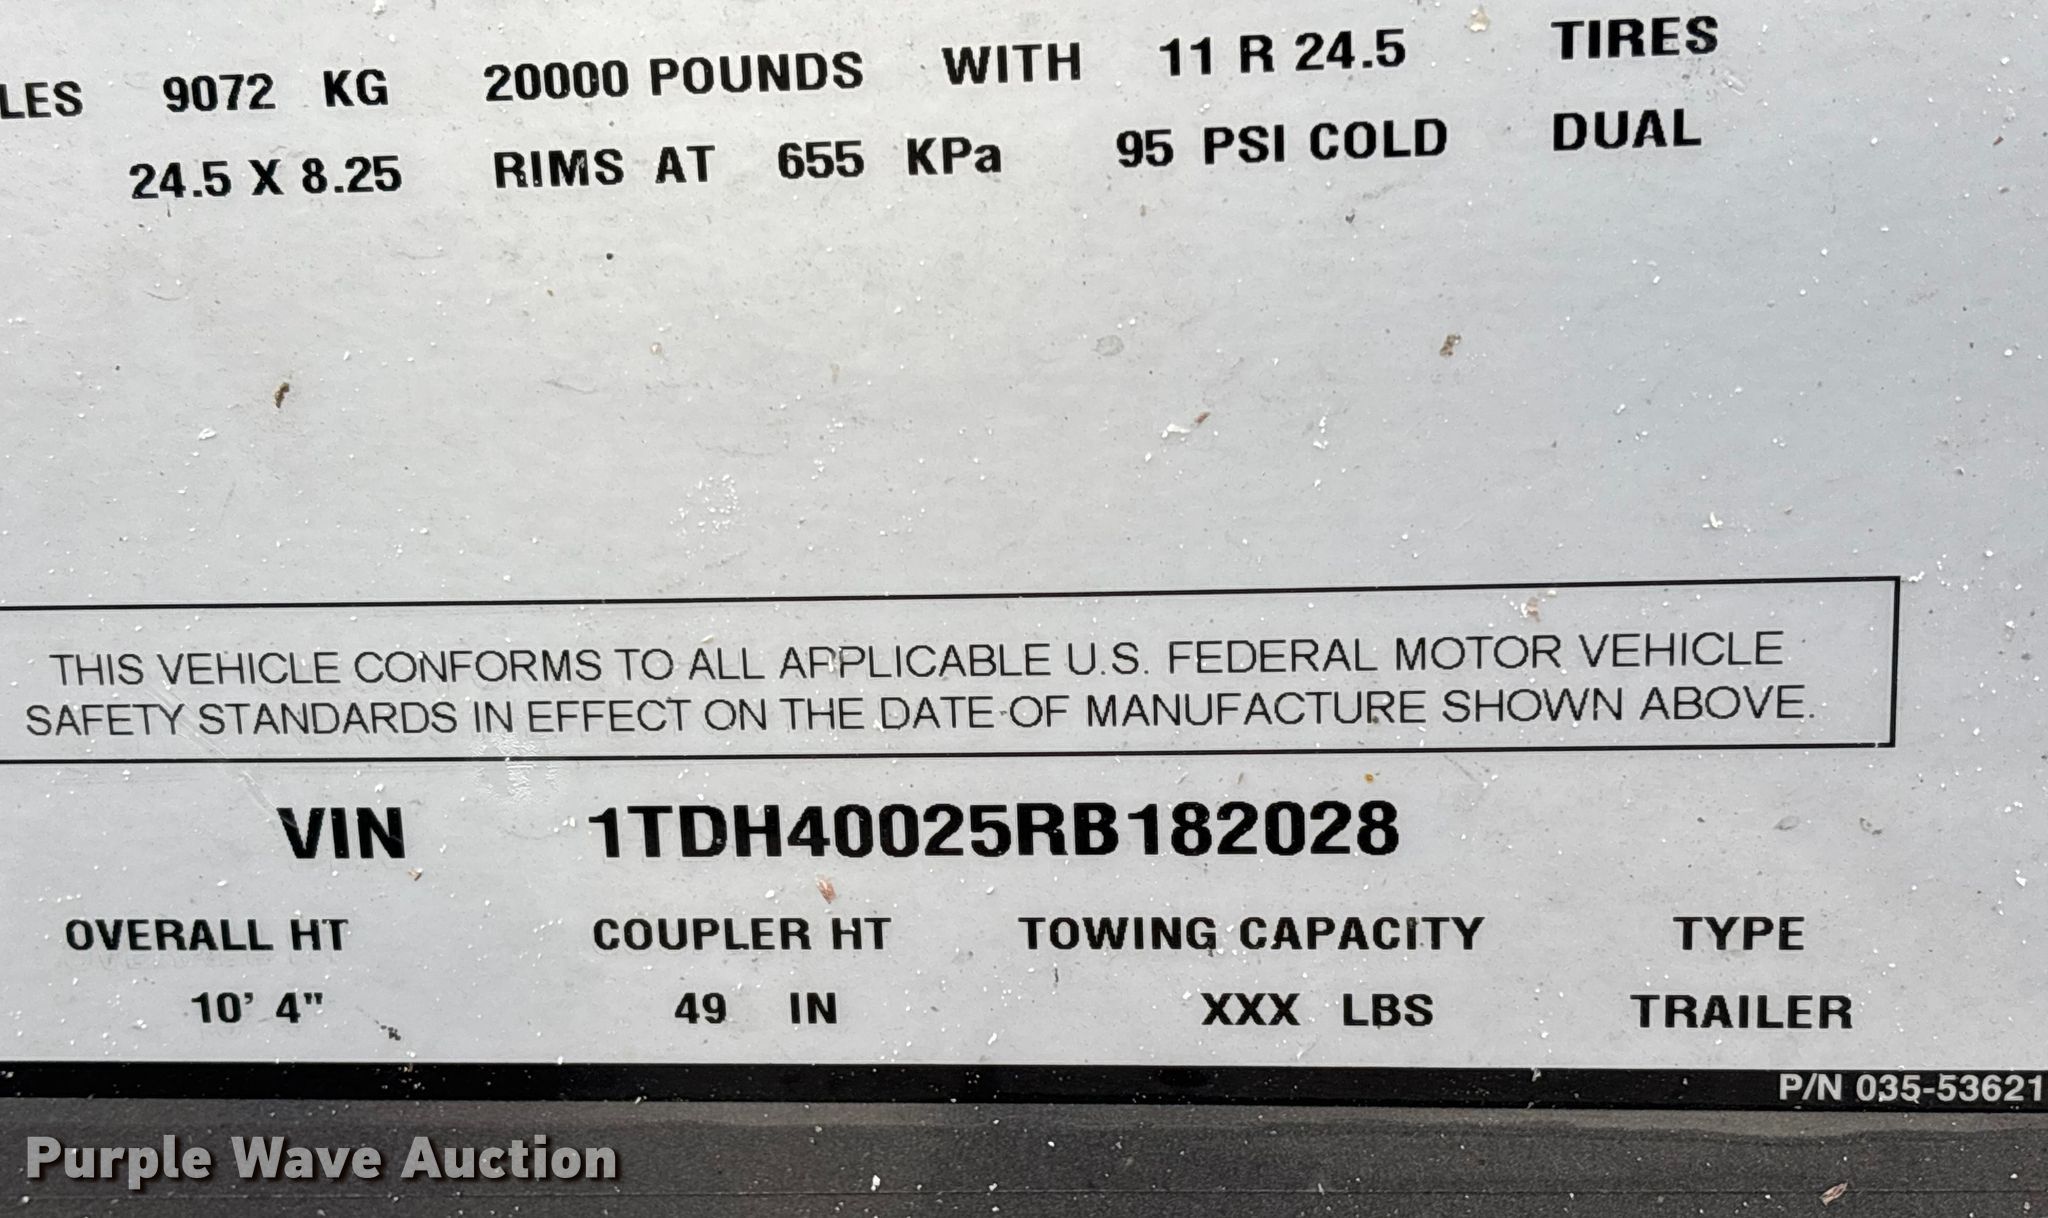 LES 9072 KG 20000 POUNDS WITH 11 R 24.5 TIRES
24.5 X 8.25 RIMS AT 655 KPa 95 PSI COLD DUAL
THIS VEHICLE CONFORMS TO ALL APPLICABLE U.S. FEDERAL MOTOR VEHICLE
SAFETY STANDARDS IN EFFECT ON THE DATE OF MANUFACTURE SHOWN ABOVE.
VIN 1TDH40025RB182028
OVERALL HT COUPLER HT TOWING CAPACITY TYPE
10' 4" 49 IN XXX LBS TRAILER
P/N 035-53621
Purple Wave Auction